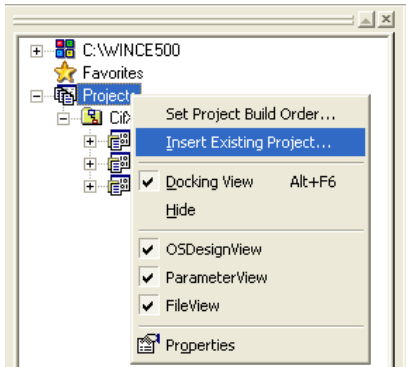 C:\WINCE500
Favorites
Projects
CifX
Set Project Build Order...
Insert Existing Project...
Docking View Alt+F6
Hide
OSDesignView
ParameterView
FileView
Properties